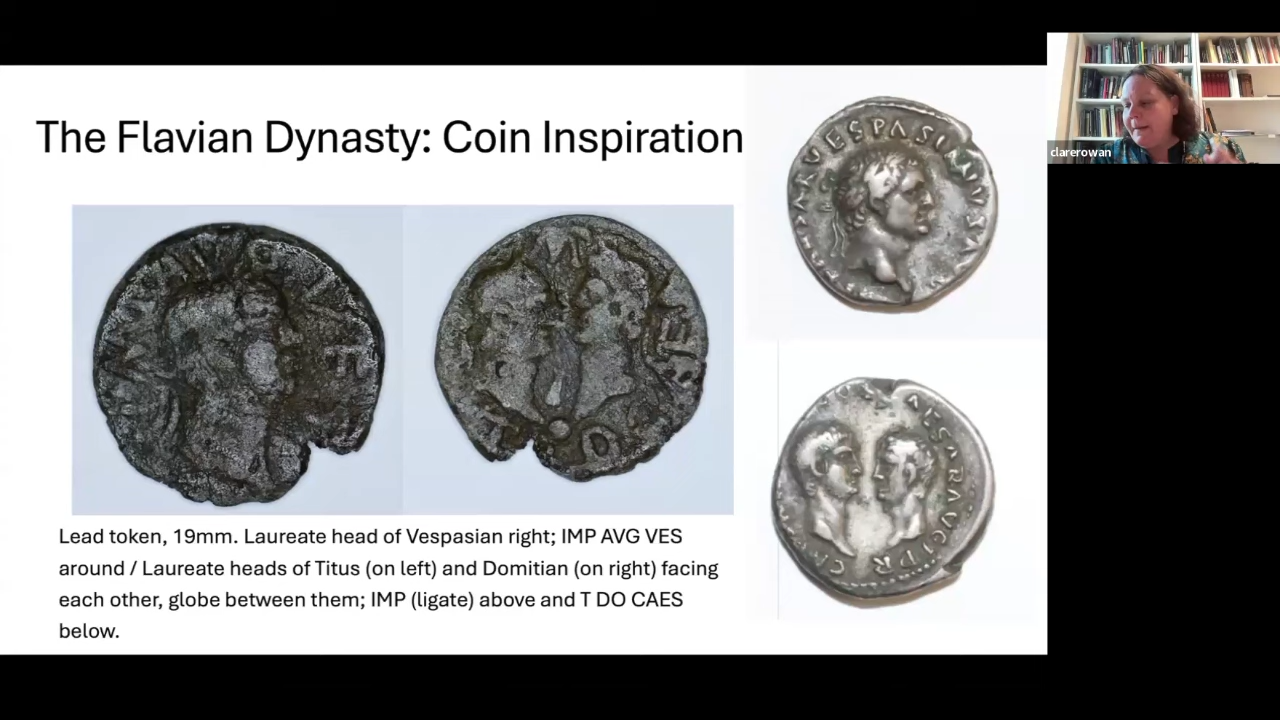 The Flavian Dynasty: Coin Inspiration
clarerowan
Lead token, 19mm. Laureate head of Vespasian right; IMP AVG VES
around / Laureate heads of Titus (on left) and Domitian (on right) facing
each other, globe between them; IMP (ligate) above and T DO CAES
below.